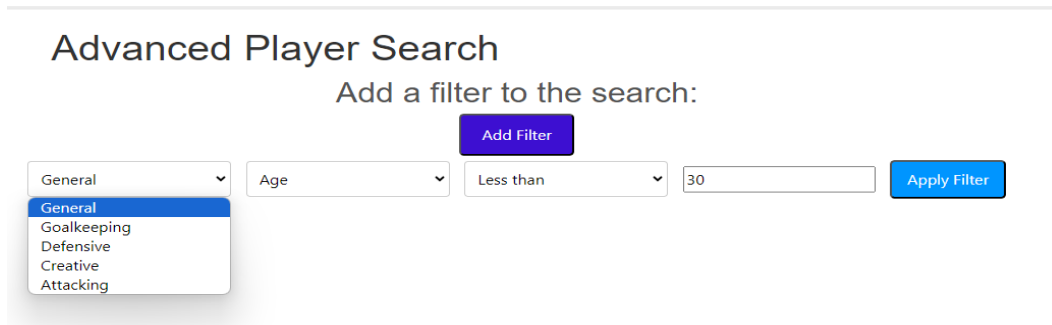 Advanced Player Search
Add a filter to the search:
Add Filter
General Age Less than 30 Apply Filter
General
Goalkeeping
Defensive
Creative
Attacking